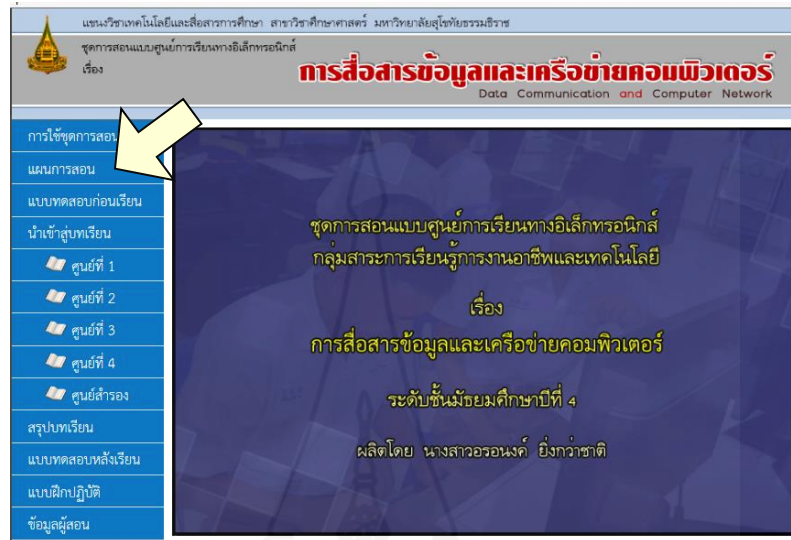 แขนงวิชาเทคโนโลยีและสื่อสารการศึกษา สาขาวิชาศึกษาศาสตร์ มหาวิทยาลัยสุโขทัยธรรมธิราช
ชุดการสอนแบบศูนย์การเรียนทางอิเล็กทรอนิกส์
เรื่อง
การสื่อสารข้อมูลและเครือข่ายคอมพิวเตอร์
Data Communication and Computer Network
การใช้ชุดการสอน
แผนการสอน
แบบทดสอบก่อนเรียน
นำเข้าสู่บทเรียน
ศูนย์ที่ 1
ศูนย์ที่ 2
ศูนย์ที่ 3
ศูนย์ที่ 4
ศูนย์สำรอง
สรุปบทเรียน
แบบทดสอบหลังเรียน
แบบฝึกปฏิบัติ
ข้อมูลผู้สอน
ชุดการสอนแบบศูนย์การเรียนทางอิเล็กทรอนิกส์
กลุ่มสาระการเรียนรู้การงานอาชีพและเทคโนโลยี
เรื่อง
การสื่อสารข้อมูลและเครือข่ายคอมพิวเตอร์
ระดับชั้นมัธยมศึกษาปีที่ ๔
ผลิตโดย นางสาวอรอนงค์ ยิ่งกว่าชาติ